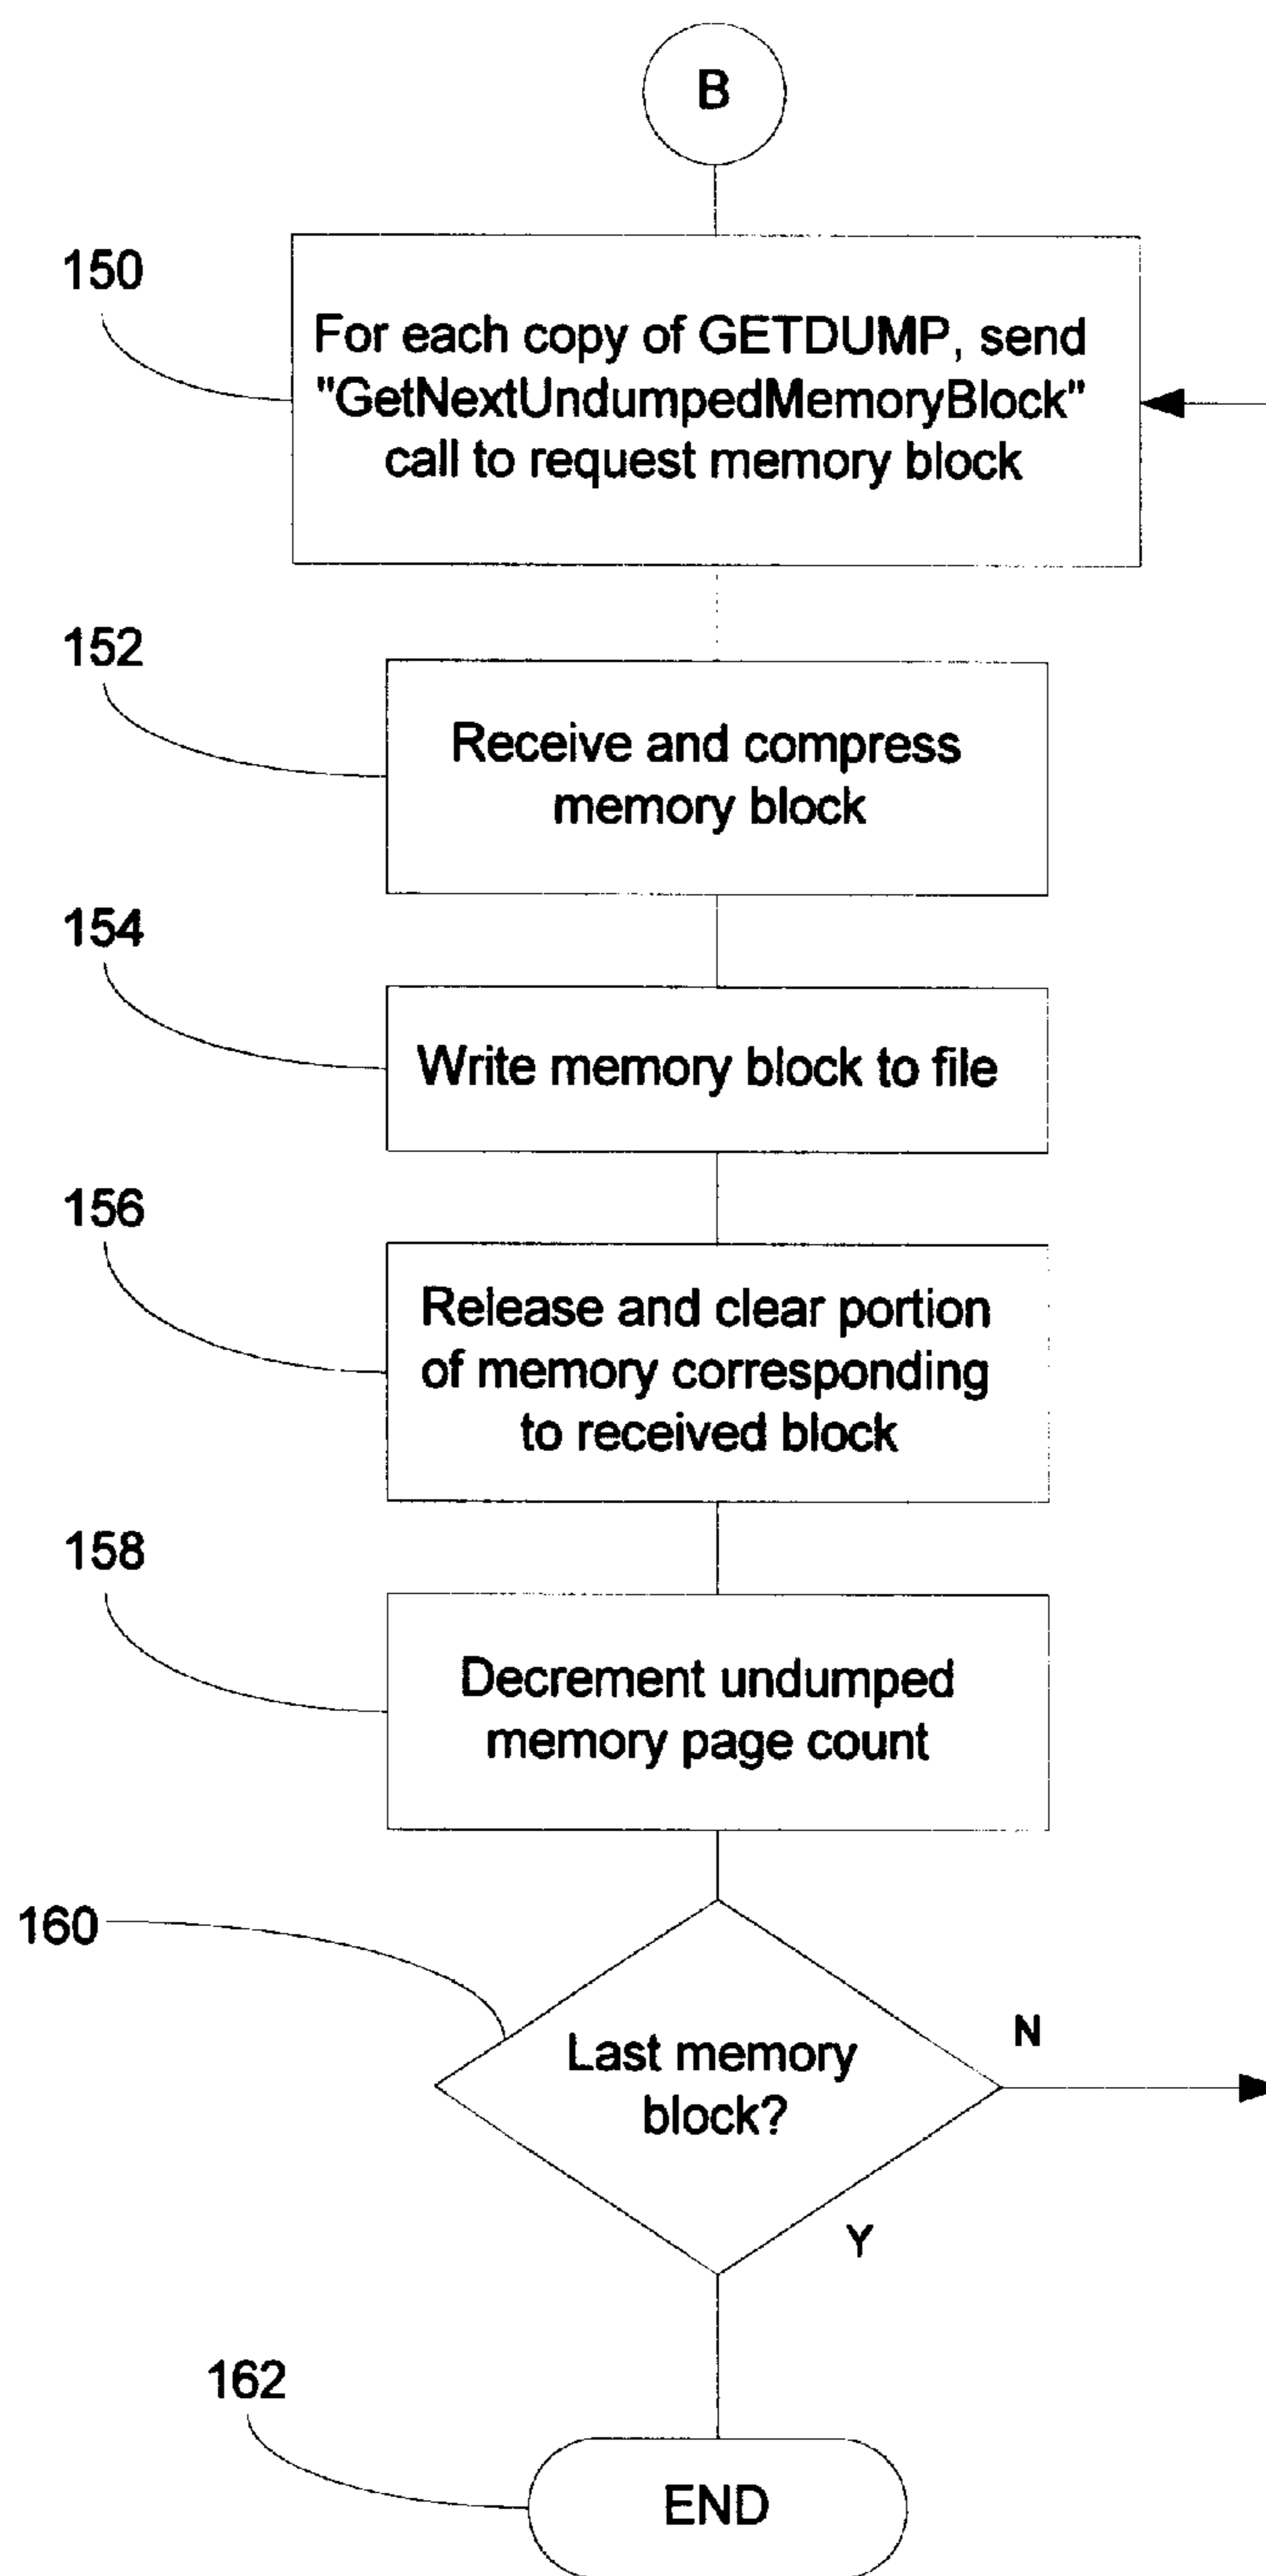 B
150
For each copy of GETDUMP, send
"GetNextUndumpedMemoryBlock"
call to request memory block
152
Receive and compress
memory block
154
Write memory block to file
156
Release and clear portion
of memory corresponding
to received block
158
Decrement undumped
memory page count
160
Last memory
block?
N
Y
162
END